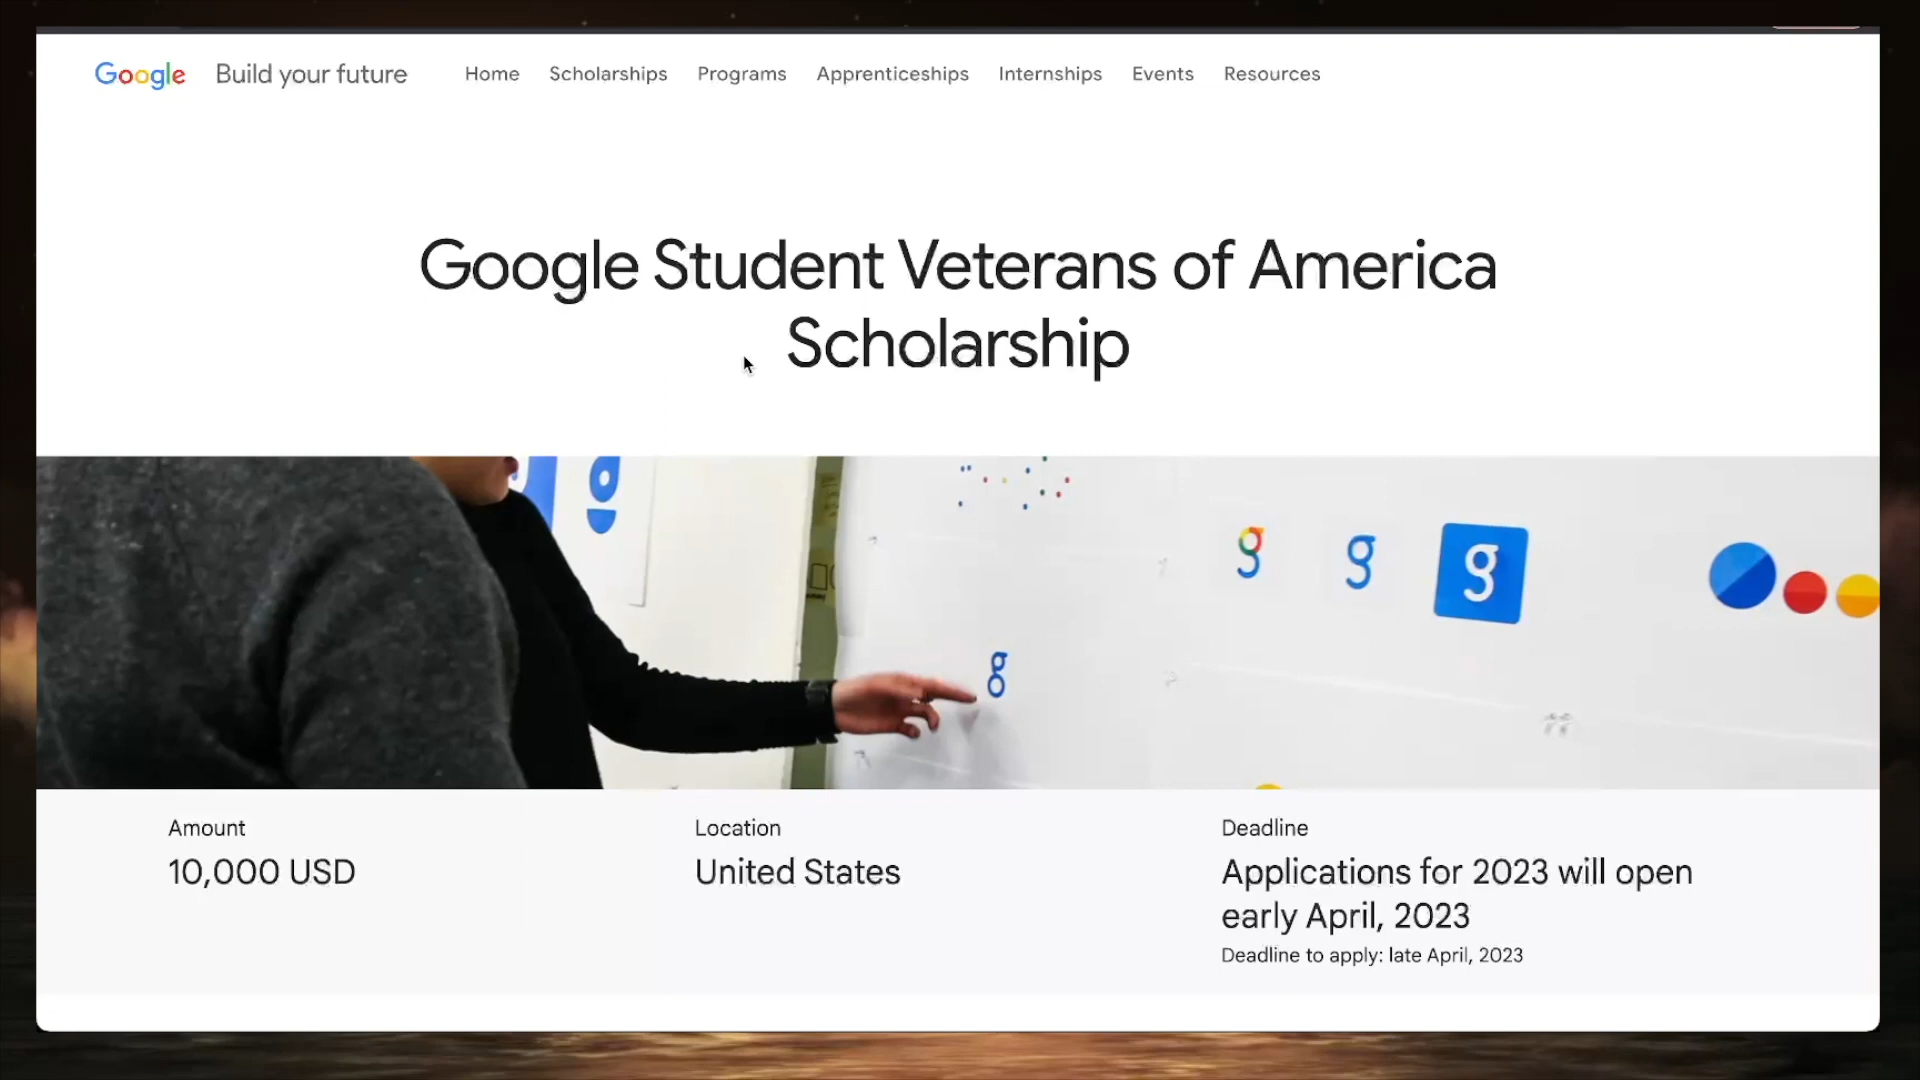 Google Build your future Home Scholarships Programs Apprenticeships Internships Events Resources
Google Student Veterans of America
Scholarship
g
g
g
g
Amount
10,000 USD
Location
United States
Deadline
Applications for 2023 will open
early April, 2023
Deadline to apply: late April, 2023